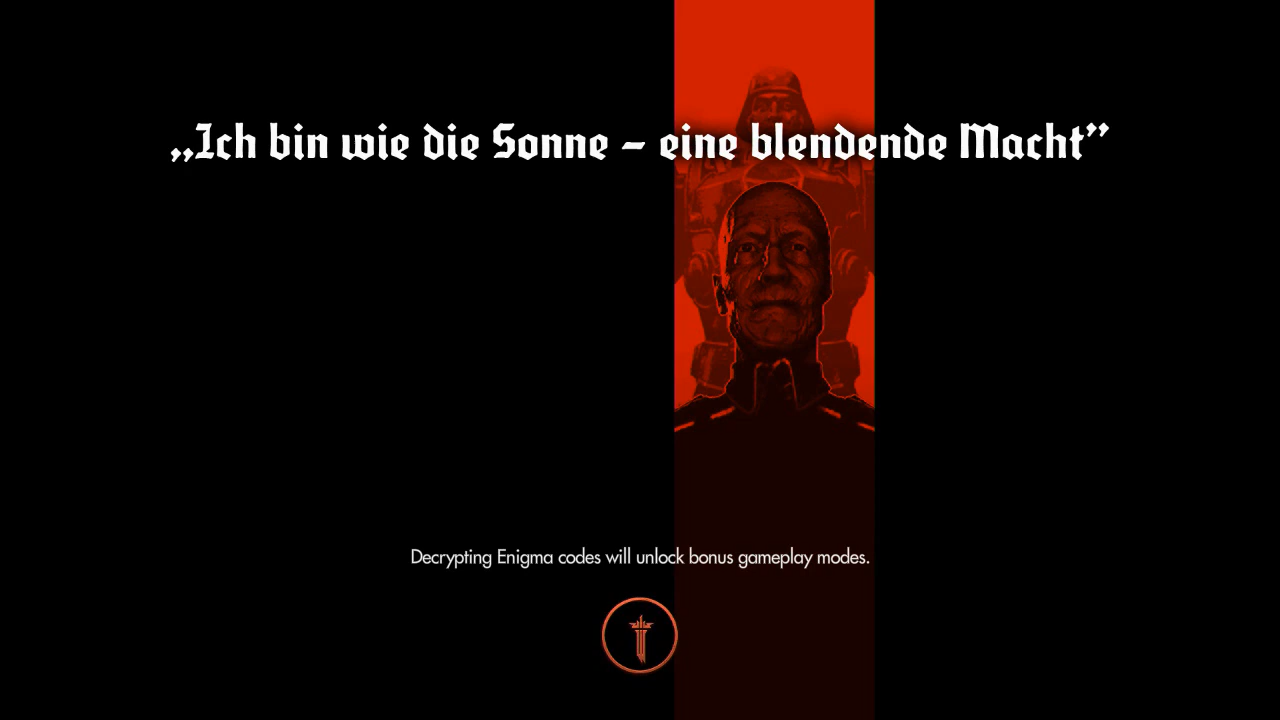 „Ich bin wie die Sonne – eine blendende Macht”
Decrypting Enigma codes will unlock bonus gameplay modes.